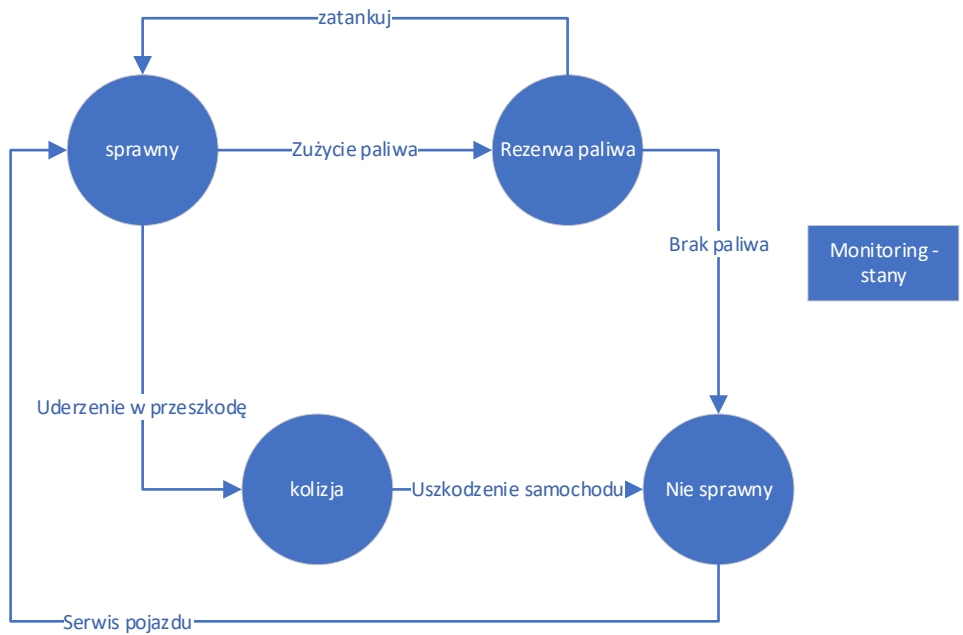 zatankuj
sprawny
Zużycie paliwa
Rezerwa paliwa
Brak paliwa
Monitoring -
stany
Uderzenie w przeszkodę
kolizja
Uszkodzenie samochodu
Nie sprawny
Serwis pojazdu